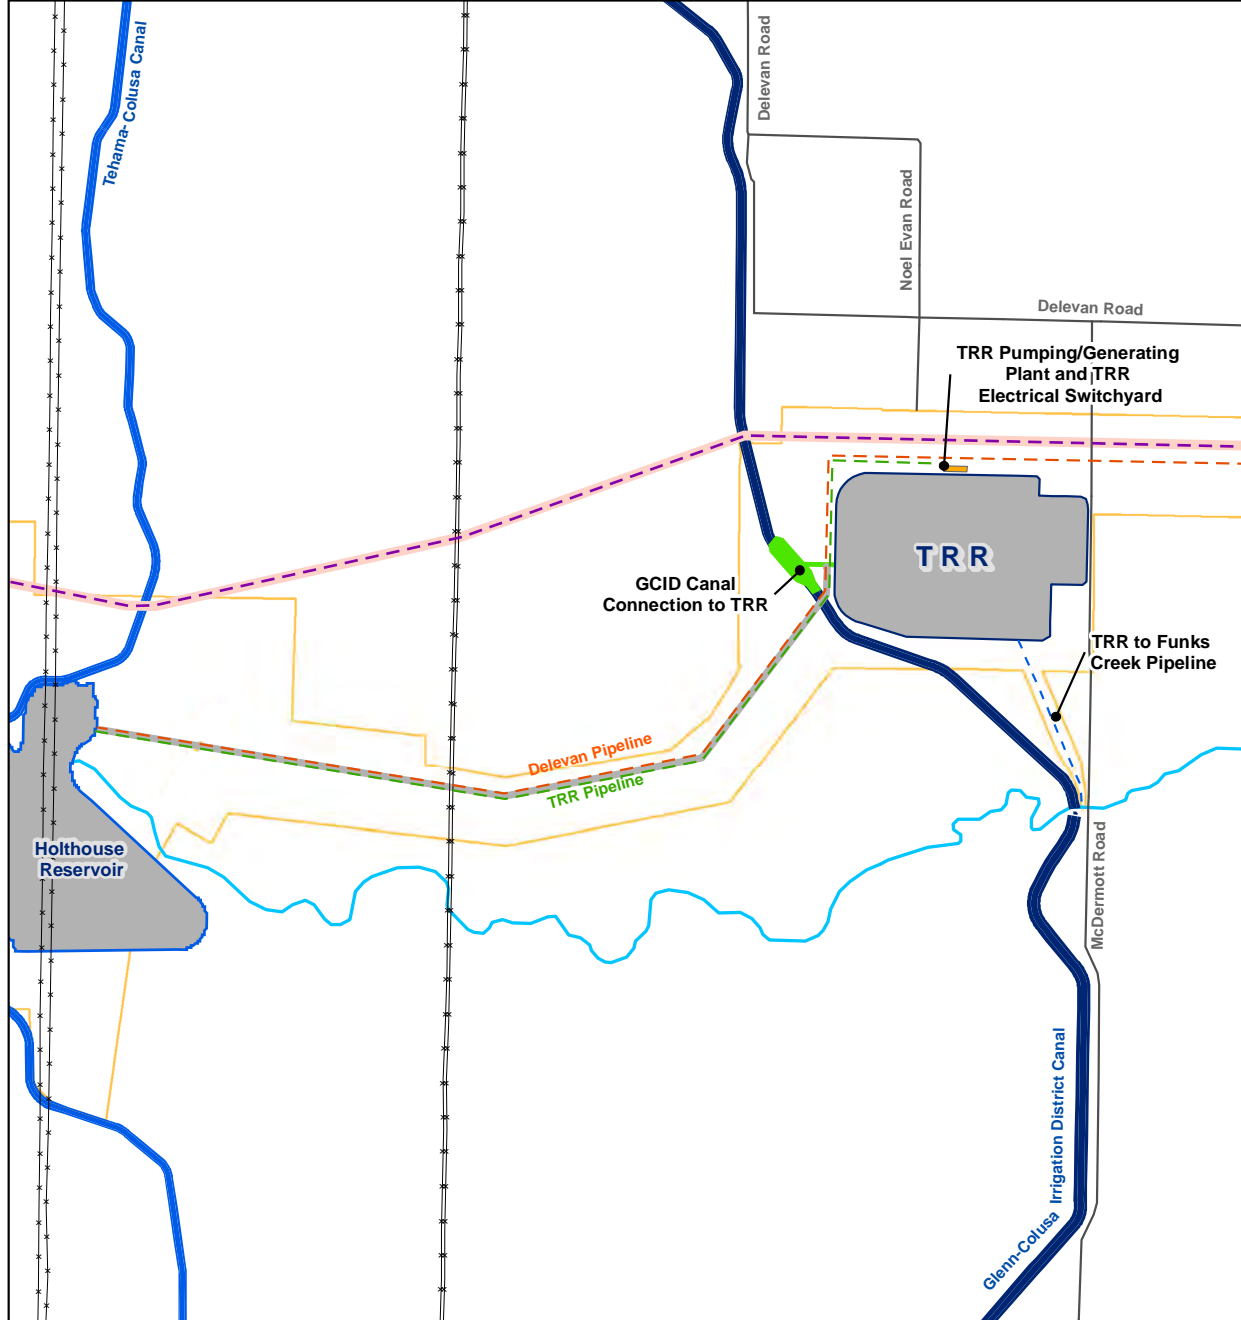 Tehama-Colusa Canal
Delevan Road
Noel Evan Road
Delevan Road
TRR Pumping/Generating
Plant and TRR
Electrical Switchyard
TRR
GCID Canal
Connection to TRR
TRR to Funks
Creek Pipeline
Delevan Pipeline
TRR Pipeline
Holthouse
Reservoir
McDermott Road
Glenn-Colusa Irrigation District Canal